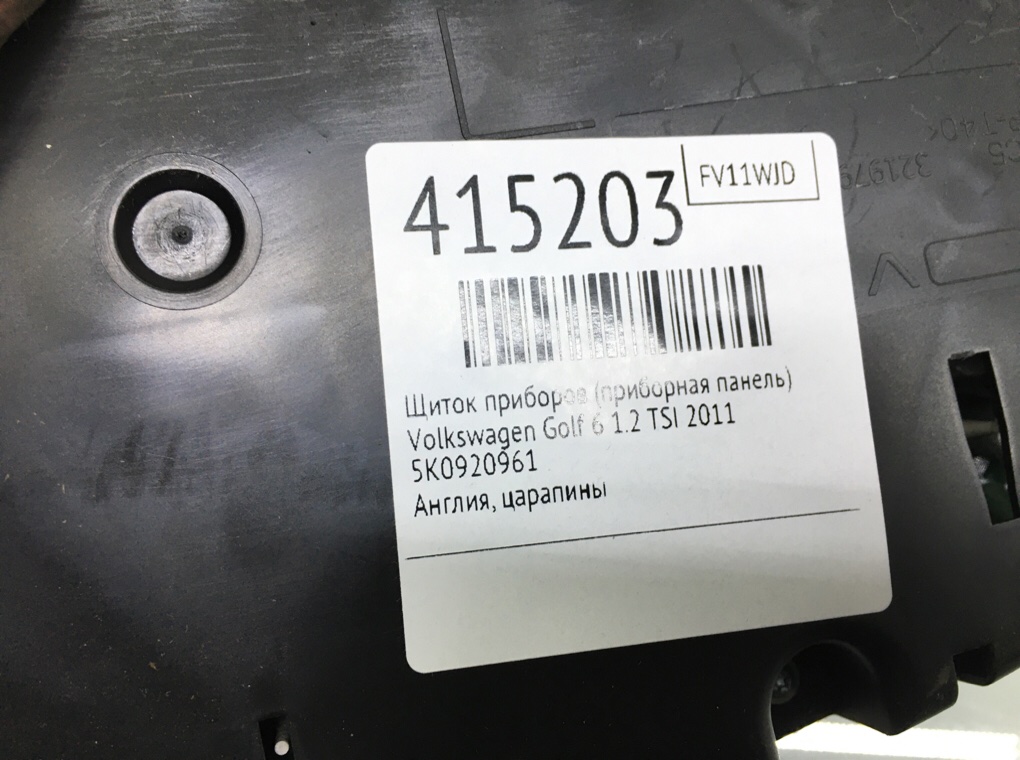 415203
FV11WJD
Щиток приборов (приборная панель)
Volkswagen Golf 6 1.2 TSI 2011
5K0920961
Англия, царапины